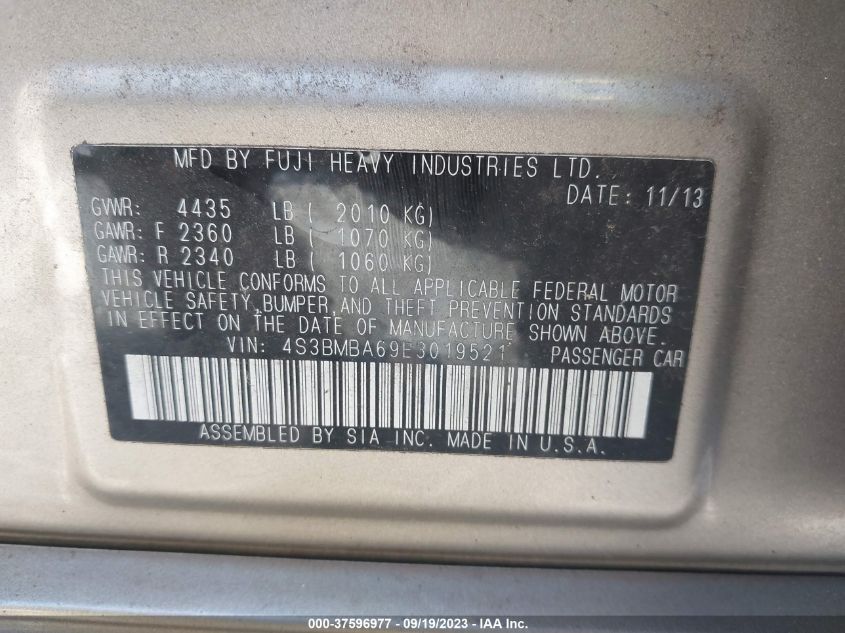 MFD BY FUJI HEAVY INDUSTRIES LTD.
DATE: 11/13
GVWR: 4435 LB ( 2010 KG)
GAWR: F 2360 LB ( 1070 KG)
GAWR: R 2340 LB ( 1060 KG)
THIS VEHICLE CONFORMS TO ALL APPLICABLE FEDERAL MOTOR
VEHICLE SAFETY, BUMPER, AND THEFT PREVENTION STANDARDS
IN EFFECT ON THE DATE OF MANUFACTURE SHOWN ABOVE.
VIN: 4S3BMBA69E3019521 PASSENGER CAR
ASSEMBLED BY SIA INC. MADE IN U.S.A.
000-37596977 - 09/19/2023 - IAA Inc.